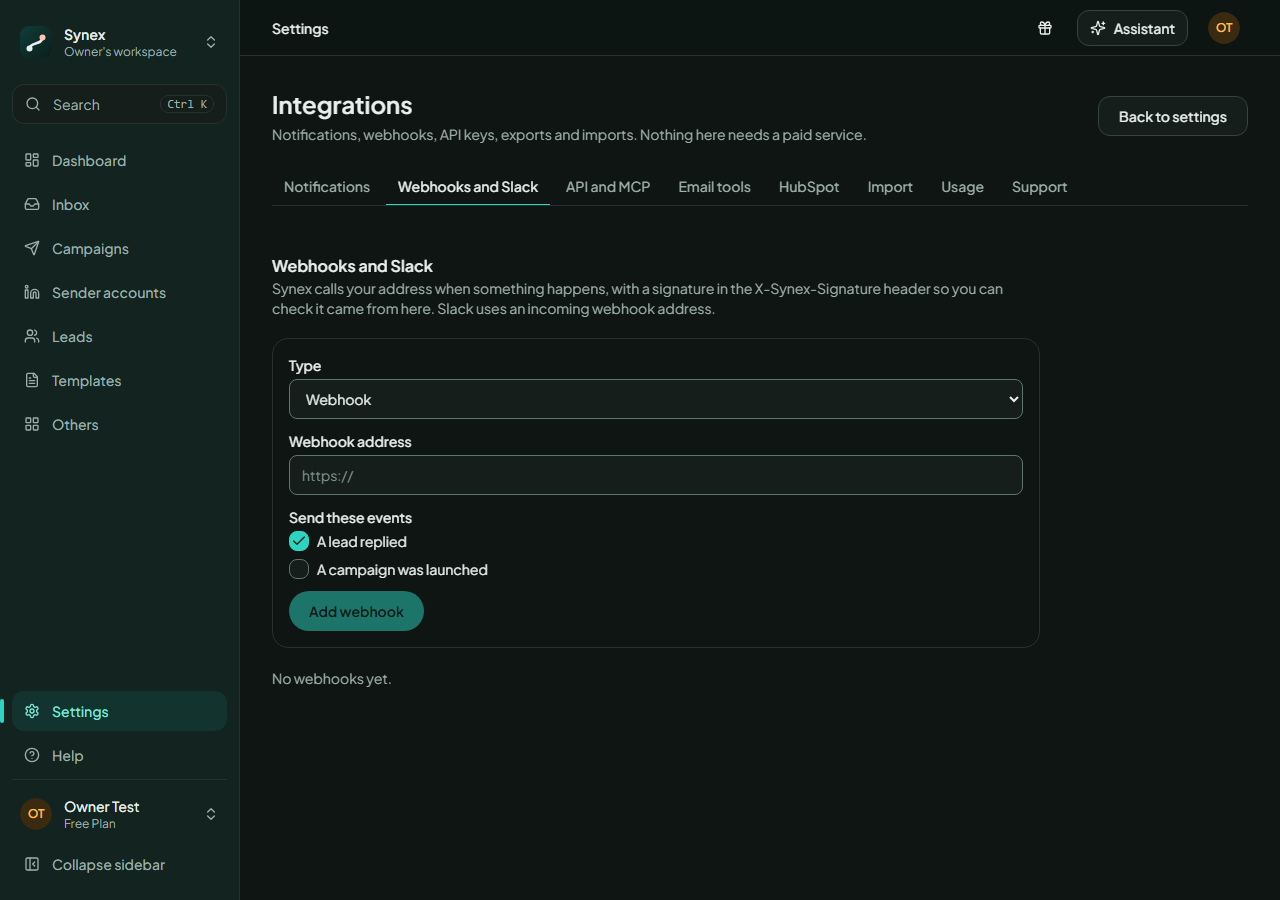 Synex
Owner's workspace
Search
Ctrl K
Dashboard
Inbox
Campaigns
Sender accounts
Leads
Templates
Others
Settings
Help
OT
Owner Test
Free Plan
Collapse sidebar
Settings
Assistant
OT
Integrations
Notifications, webhooks, API keys, exports and imports. Nothing here needs a paid service.
Back to settings
Notifications
Webhooks and Slack
API and MCP
Email tools
HubSpot
Import
Usage
Support
Webhooks and Slack
Synex calls your address when something happens, with a signature in the X-Synex-Signature header so you can
check it came from here. Slack uses an incoming webhook address.
Type
Webhook
Webhook address
https://
Send these events
A lead replied
A campaign was launched
Add webhook
No webhooks yet.